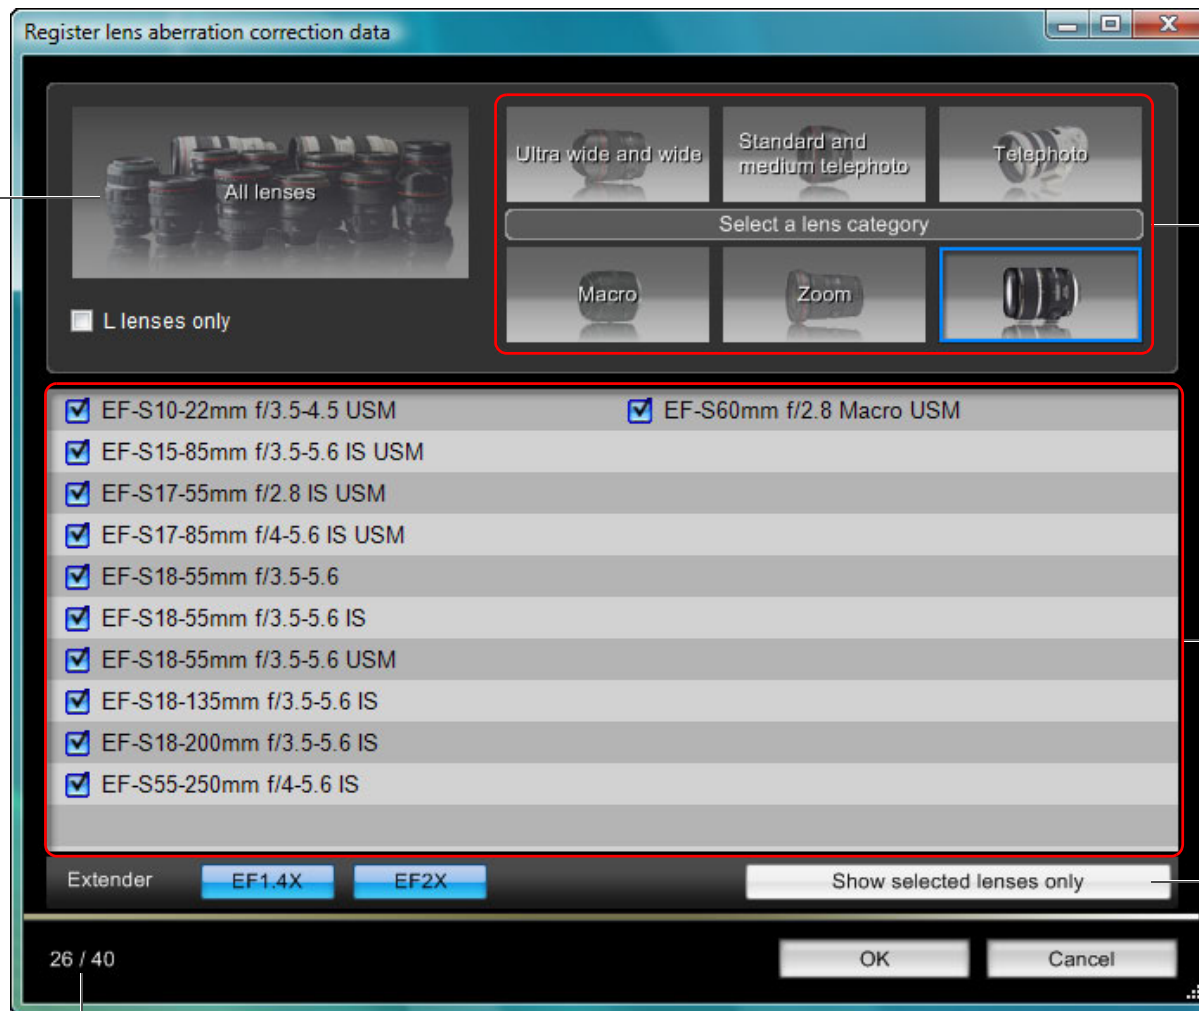 Register lens aberration correction data
All lenses
L lenses only
Ultra wide and wide
Standard and
medium telephoto
Telephoto
Select a lens category
Macro
Zoom
EF-S10-22mm f/3.5-4.5 USM
EF-S15-85mm f/3.5-5.6 IS USM
EF-S17-55mm f/2.8 IS USM
EF-S17-85mm f/4-5.6 IS USM
EF-S18-55mm f/3.5-5.6
EF-S18-55mm f/3.5-5.6 IS
EF-S18-55mm f/3.5-5.6 USM
EF-S18-135mm f/3.5-5.6 IS
EF-S18-200mm f/3.5-5.6 IS
EF-S55-250mm f/4-5.6 IS
EF-S60mm f/2.8 Macro USM
Extender
EF1.4X
EF2X
Show selected lenses only
26 / 40
OK
Cancel